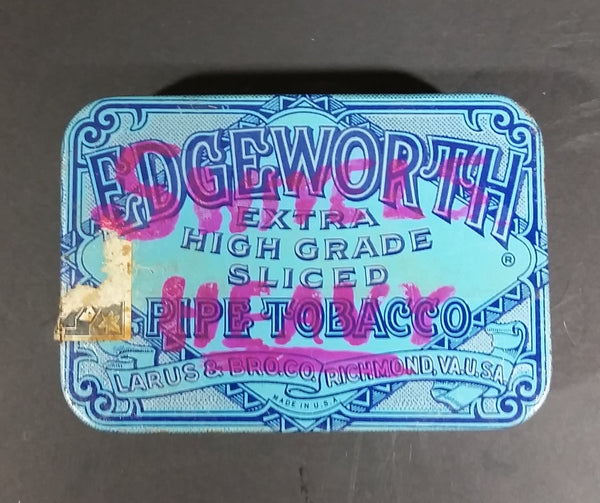 EDGEWORTH
EXTRA
HIGH GRADE
SLICED
®
PIPE TOBACCO
LARUS & BRO. CO. RICHMOND, VA. U.S.A.
MADE IN U.S.A.
HEAVY